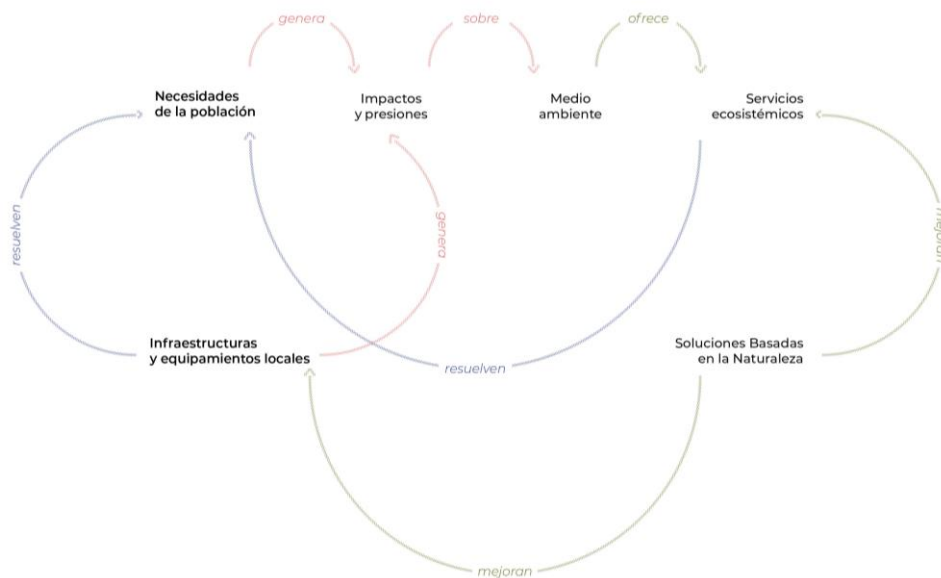 genera
sobre
ofrece
Necesidades
de la población
Impactos
y presiones
Medio
ambiente
Servicios
ecosistémicos
resuelven
genera
mejoran
Infraestructuras
y equipamientos locales
resuelven
Soluciones Basadas
en la Naturaleza
mejoran